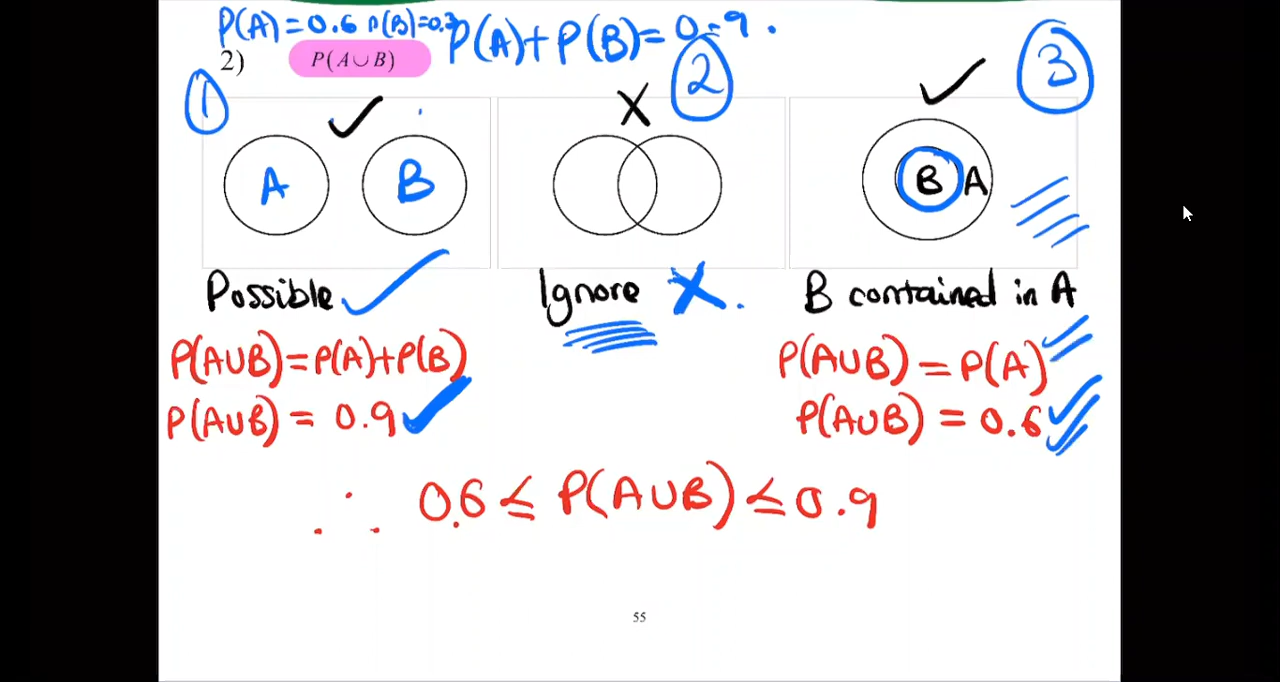 P(A)=0.6 P(B)=0.3 P(A)+P(B)=0.9.
2) P(A∪B)
1 ✓ X 2 ✓ 3
A B B A
Possible ✓ Ignore X. B contained in A
P(A∪B)=P(A)+P(B) P(A∪B)=P(A)
P(A∪B)=0.9 P(A∪B)=0.6
∴ 0.6≤P(A∪B)≤0.9
55